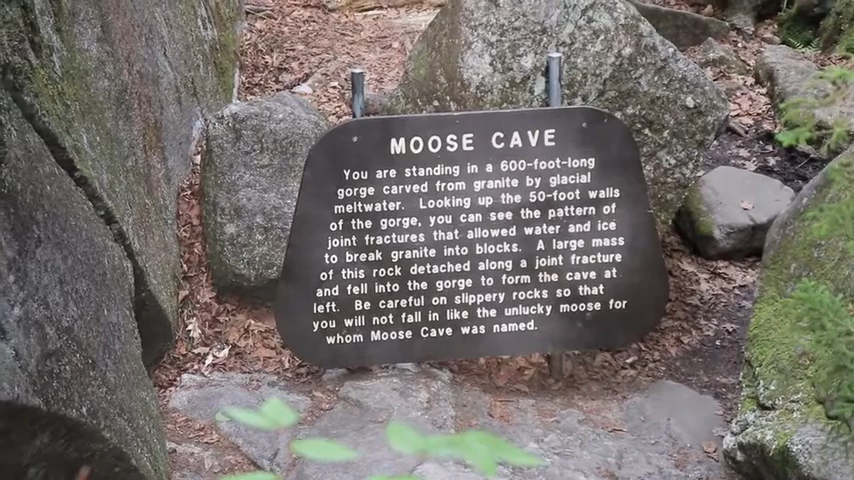 MOOSE CAVE
You are standing in a 600-foot-long
gorge carved from granite by glacial
meltwater. Looking up the 50-foot walls
of the gorge, you can see the pattern of
joint fractures that allowed water and ice
to break granite into blocks. A large mass
of this rock detached along a joint fracture
and fell into the gorge to form the cave at
left. Be careful on slippery rocks so that
you will not fall in like the unlucky moose for
whom Moose Cave was named.